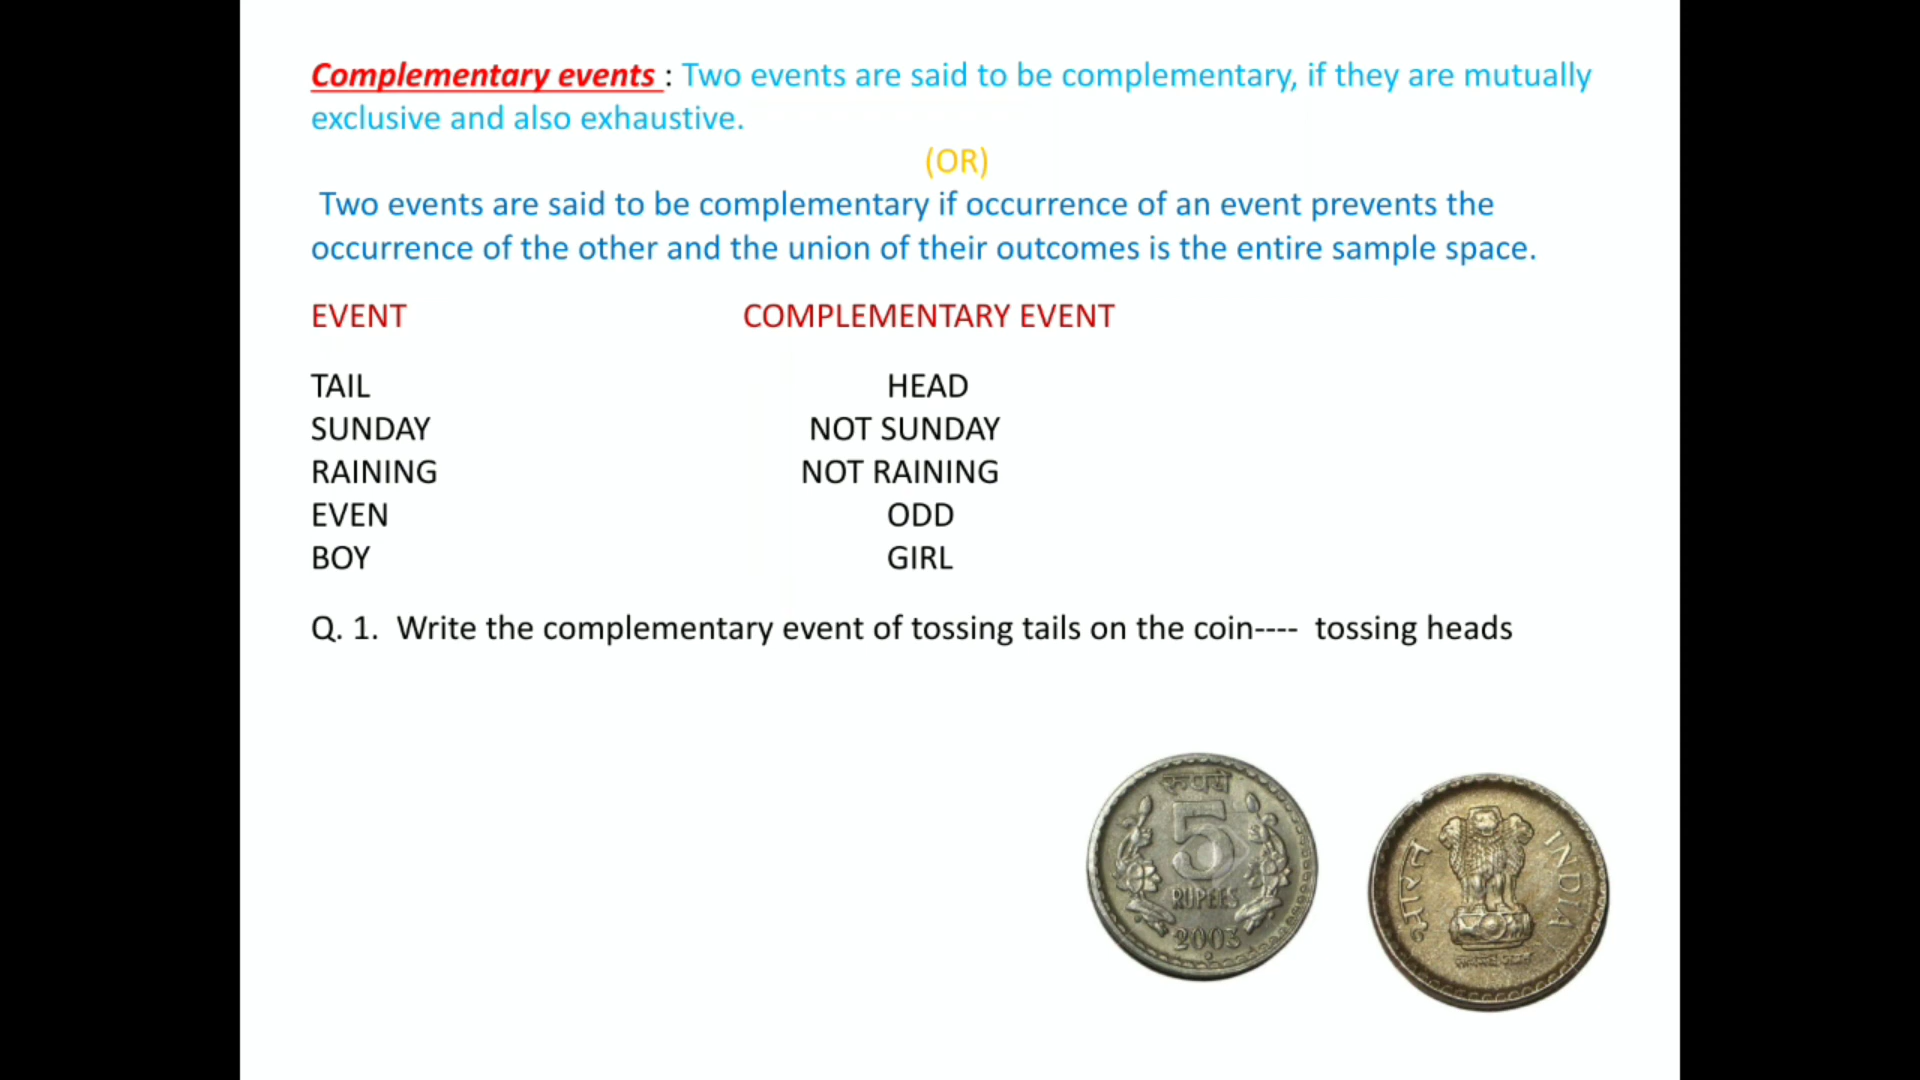 Complementary events : Two events are said to be complementary, if they are mutually
exclusive and also exhaustive.
(OR)
Two events are said to be complementary if occurrence of an event prevents the
occurrence of the other and the union of their outcomes is the entire sample space.
EVENT COMPLEMENTARY EVENT
TAIL HEAD
SUNDAY NOT SUNDAY
RAINING NOT RAINING
EVEN ODD
BOY GIRL
Q. 1. Write the complementary event of tossing tails on the coin---- tossing heads
रुपये
5
RUPEES
2003
भारत
INDIA
सत्यमेव जयते